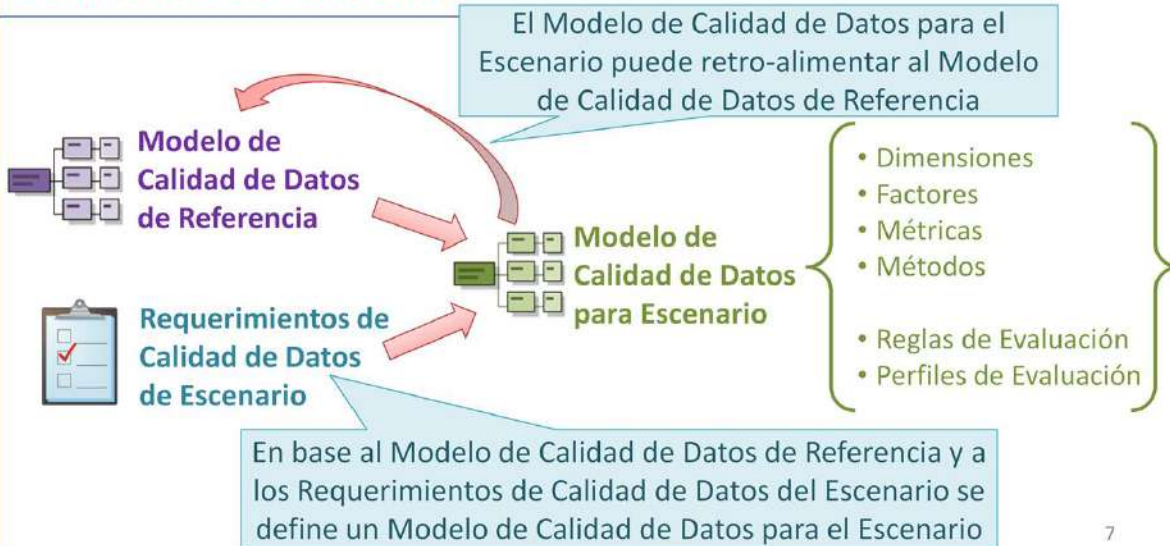 El Modelo de Calidad de Datos para el
Escenario puede retro-alimentar al Modelo
de Calidad de Datos de Referencia
Modelo de
Calidad de Datos
de Referencia
Modelo de
Calidad de Datos
para Escenario
• Dimensiones
• Factores
• Métricas
• Métodos
• Reglas de Evaluación
• Perfiles de Evaluación
Requerimientos de
Calidad de Datos
de Escenario
En base al Modelo de Calidad de Datos de Referencia y a
los Requerimientos de Calidad de Datos del Escenario se
define un Modelo de Calidad de Datos para el Escenario
7